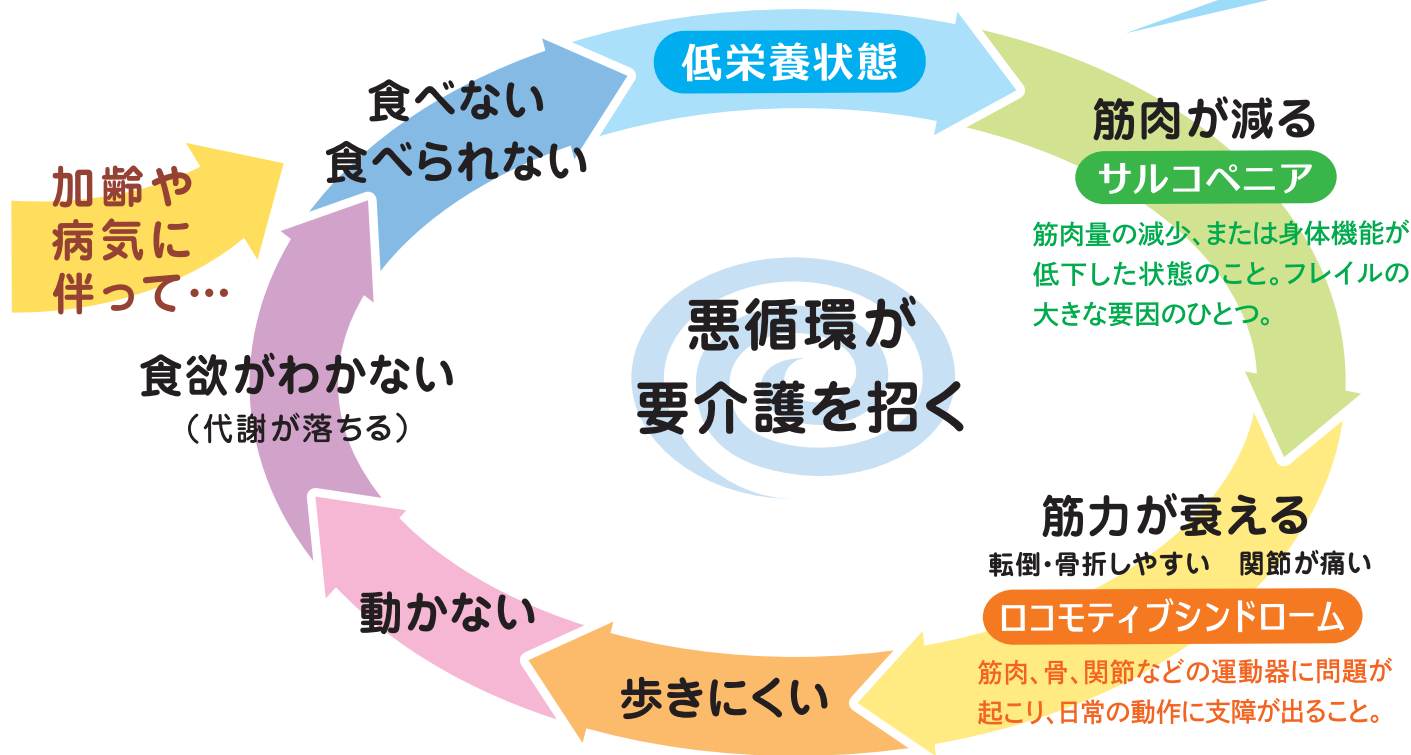 加齢や
病気に
伴って…
食べない
食べられない
低栄養状態
筋肉が減る
サルコペニア
筋肉量の減少、または身体機能が
低下した状態のこと。フレイルの
大きな要因のひとつ。
筋力が衰える
転倒・骨折しやすい　関節が痛い
ロコモティブシンドローム
筋肉、骨、関節などの運動器に問題が
起こり、日常の動作に支障が出ること。
歩きにくい
動かない
食欲がわかない
（代謝が落ちる）
悪循環が
要介護を招く